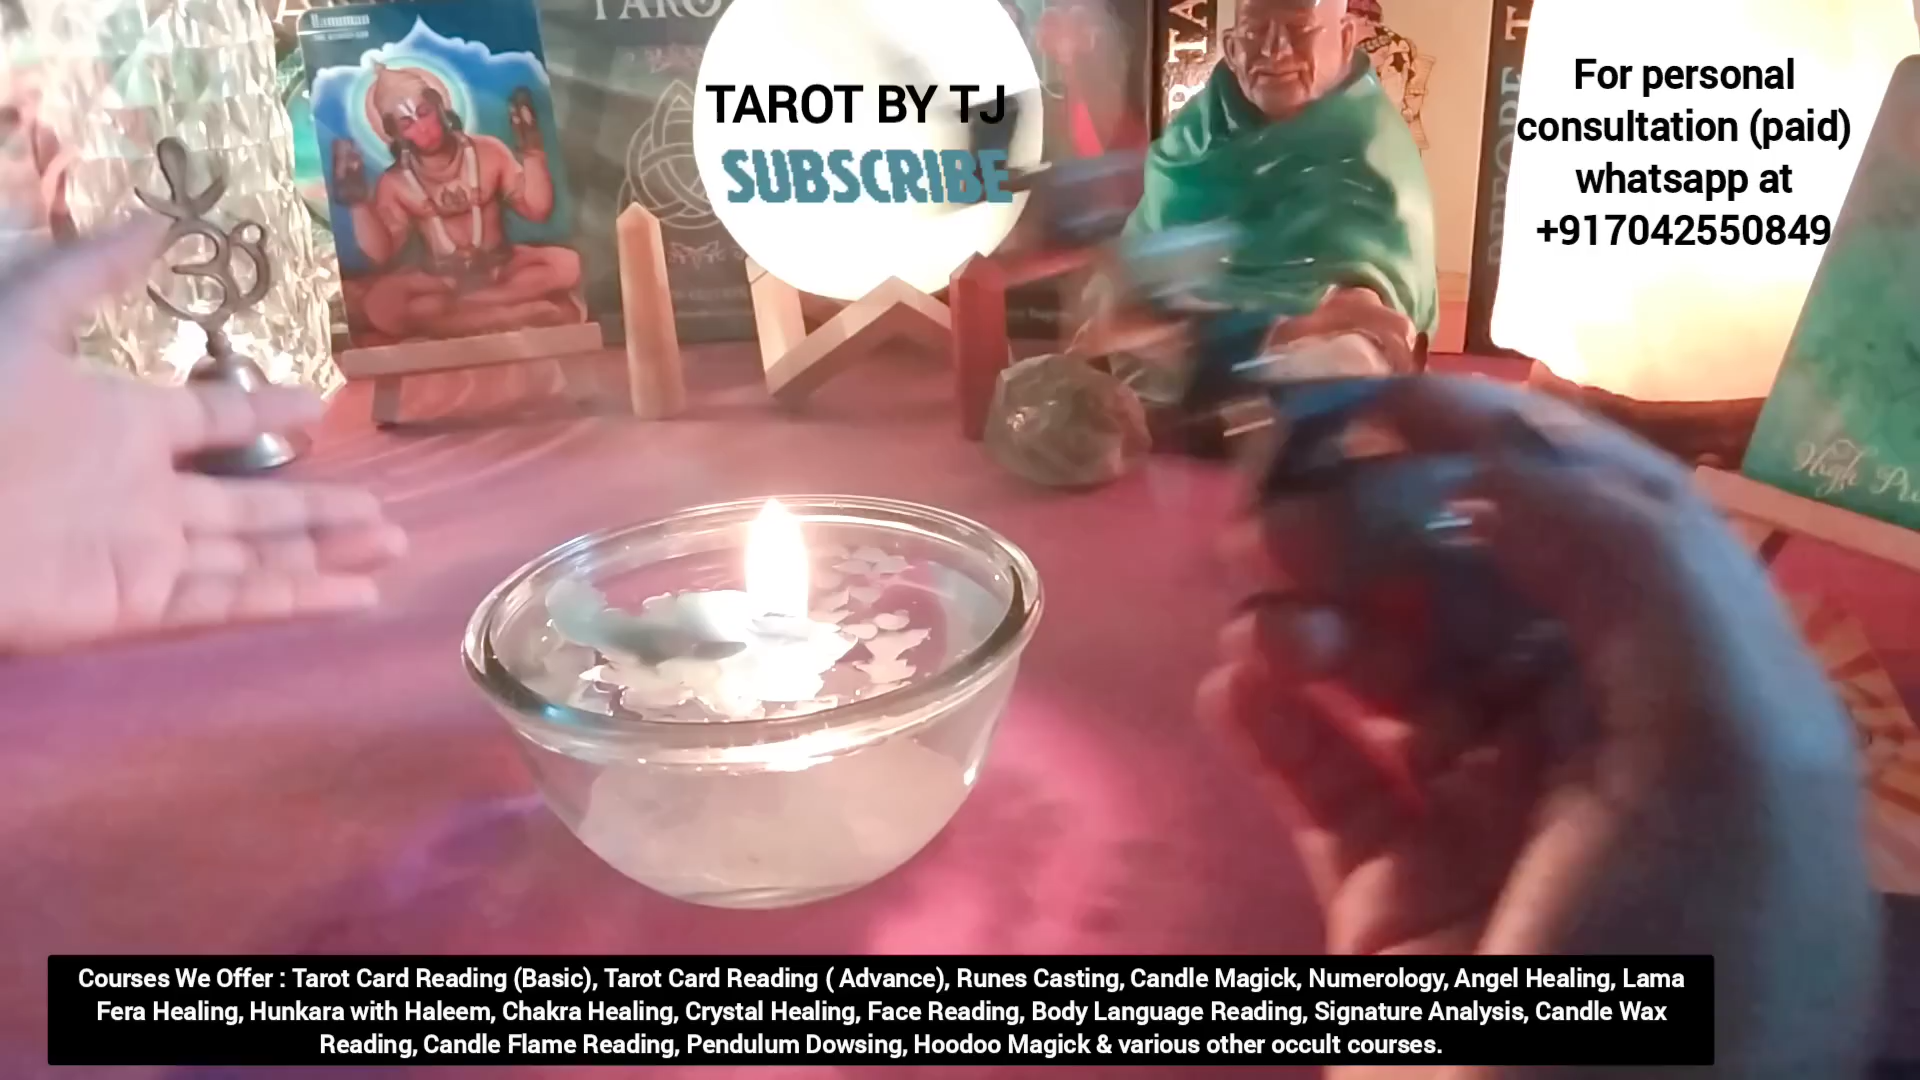 Hanuman
TARO
TAROT BY TJ
SUBSCRIBE
For personal
consultation (paid)
whatsapp at
+917042550849
High
Courses We Offer : Tarot Card Reading (Basic), Tarot Card Reading ( Advance), Runes Casting, Candle Magick, Numerology, Angel Healing, Lama
Fera Healing, Hunkara with Haleem, Chakra Healing, Crystal Healing, Face Reading, Body Language Reading, Signature Analysis, Candle Wax
Reading, Candle Flame Reading, Pendulum Dowsing, Hoodoo Magick & various other occult courses.